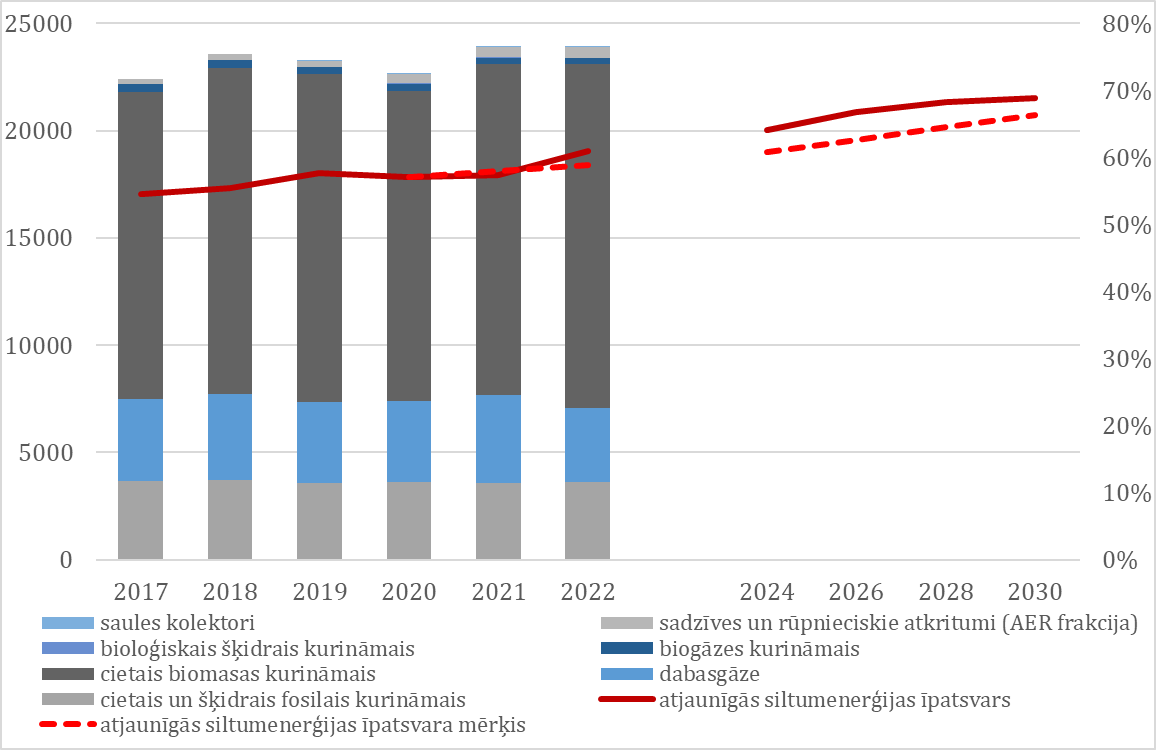 25000
20000
15000
10000
5000
0
80%
70%
60%
50%
40%
30%
20%
10%
0%
2017 2018 2019 2020 2021 2022 2024 2026 2028 2030
saules kolektori
sadzīves un rūpnieciskie atkritumi (AER frakcija)
bioloģiskais šķidrais kurināmais
biogāzes kurināmais
cietais biomasas kurināmais
dabasgāze
cietais un šķidrais fosilais kurināmais
atjaunīgās siltumenerģijas īpatsvars
atjaunīgās siltumenerģijas īpatsvara mērķis